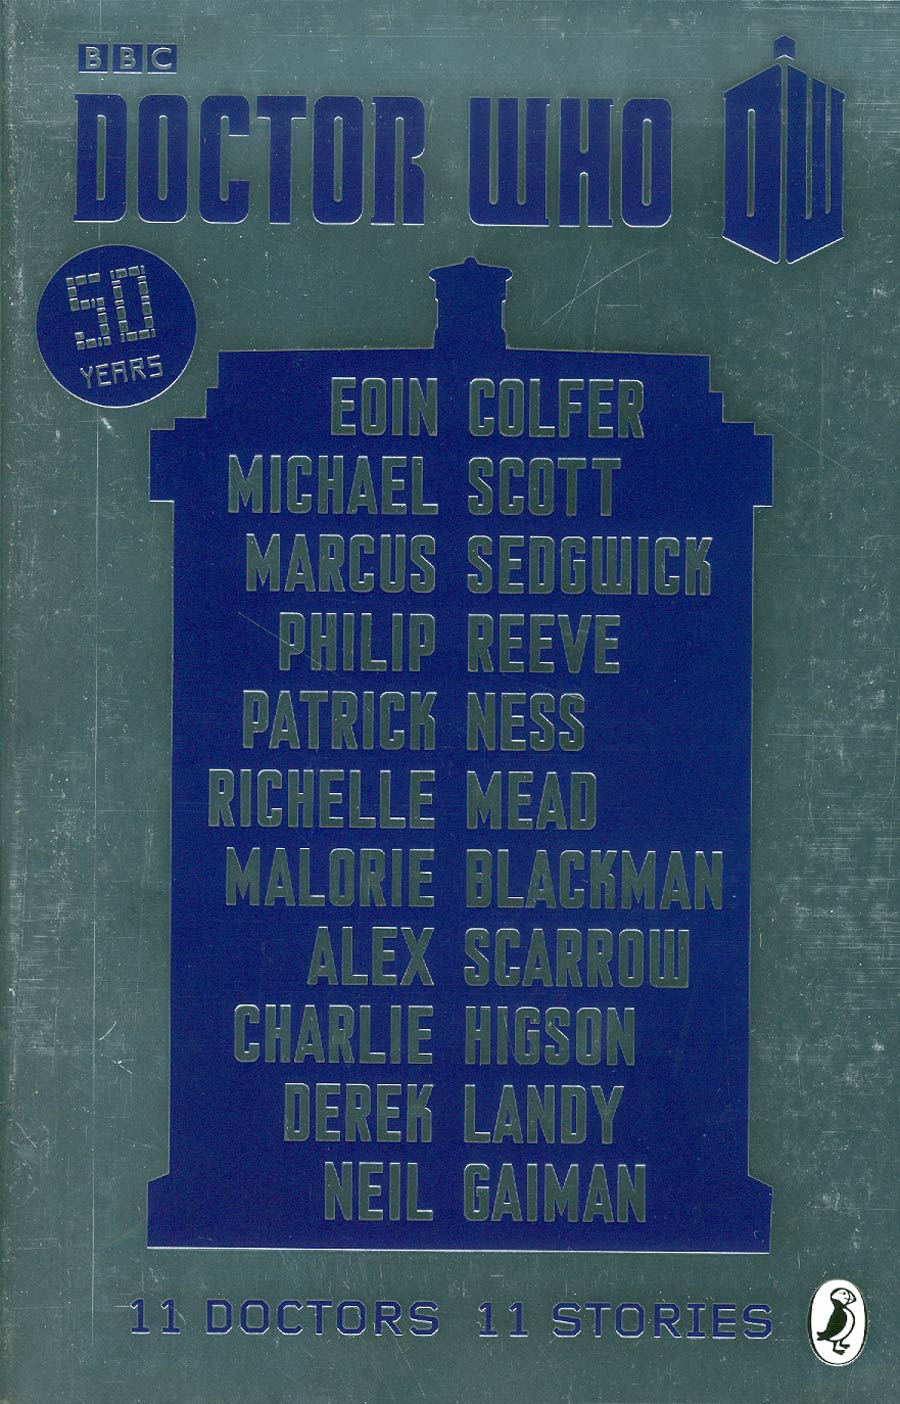 BBC
DOCTOR WHO DW
50
YEARS
EOIN COLFER
MICHAEL SCOTT
MARCUS SEDGWICK
PHILIP REEVE
PATRICK NESS
RICHELLE MEAD
MALORIE BLACKMAN
ALEX SCARROW
CHARLIE HIGSON
DEREK LANDY
NEIL GAIMAN
11 DOCTORS 11 STORIES